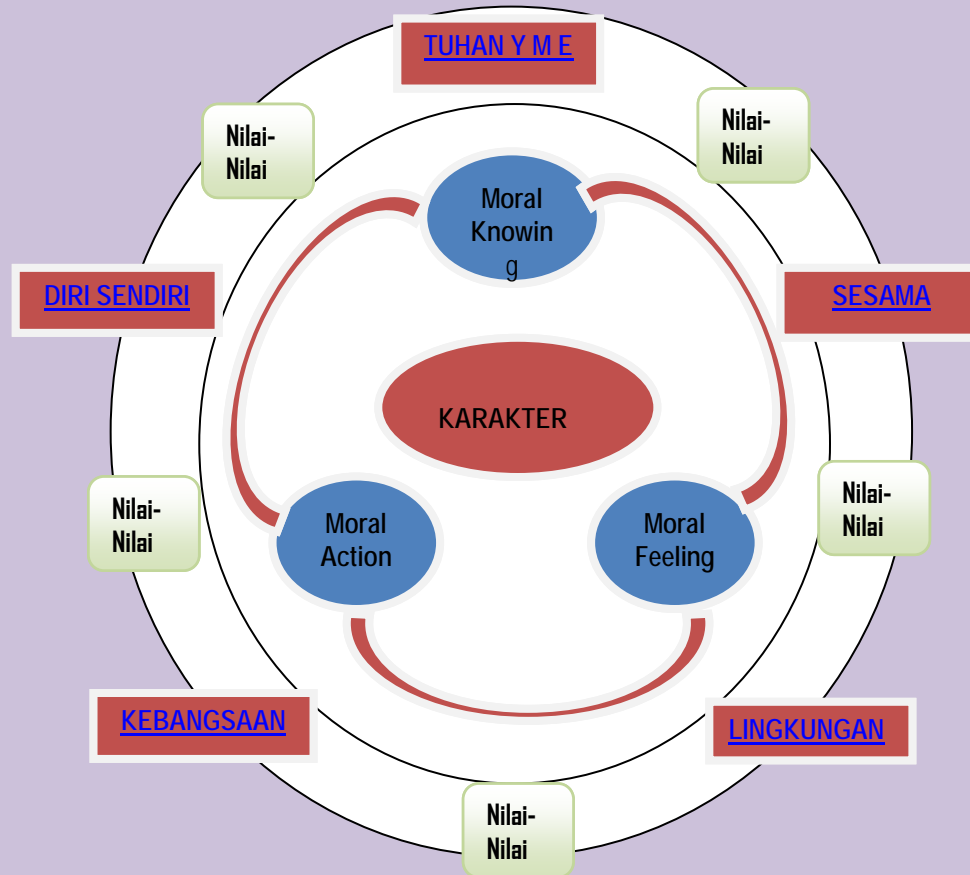 TUHAN Y M E
Nilai-
Nilai
Nilai-
Nilai
Moral
Knowin
g
DIRI SENDIRI
SESAMA
KARAKTER
Nilai-
Nilai
Moral
Action
Moral
Feeling
Nilai-
Nilai
KEBANGSAAN
LINGKUNGAN
Nilai-
Nilai